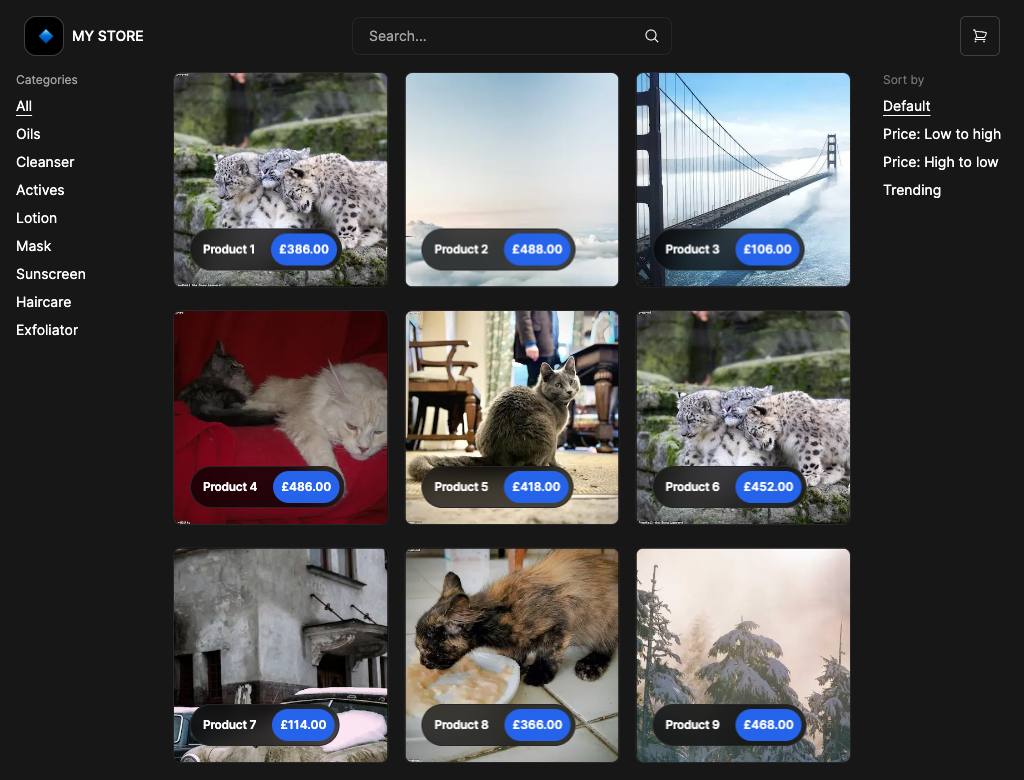 MY STORE
Search...
Categories
All
Oils
Cleanser
Actives
Lotion
Mask
Sunscreen
Haircare
Exfoliator
Product 1 £386.00
Product 2 £488.00
Product 3 £106.00
Product 4 £486.00
Product 5 £418.00
Product 6 £452.00
Product 7 £114.00
Product 8 £366.00
Product 9 £468.00
Sort by
Default
Price: Low to high
Price: High to low
Trending